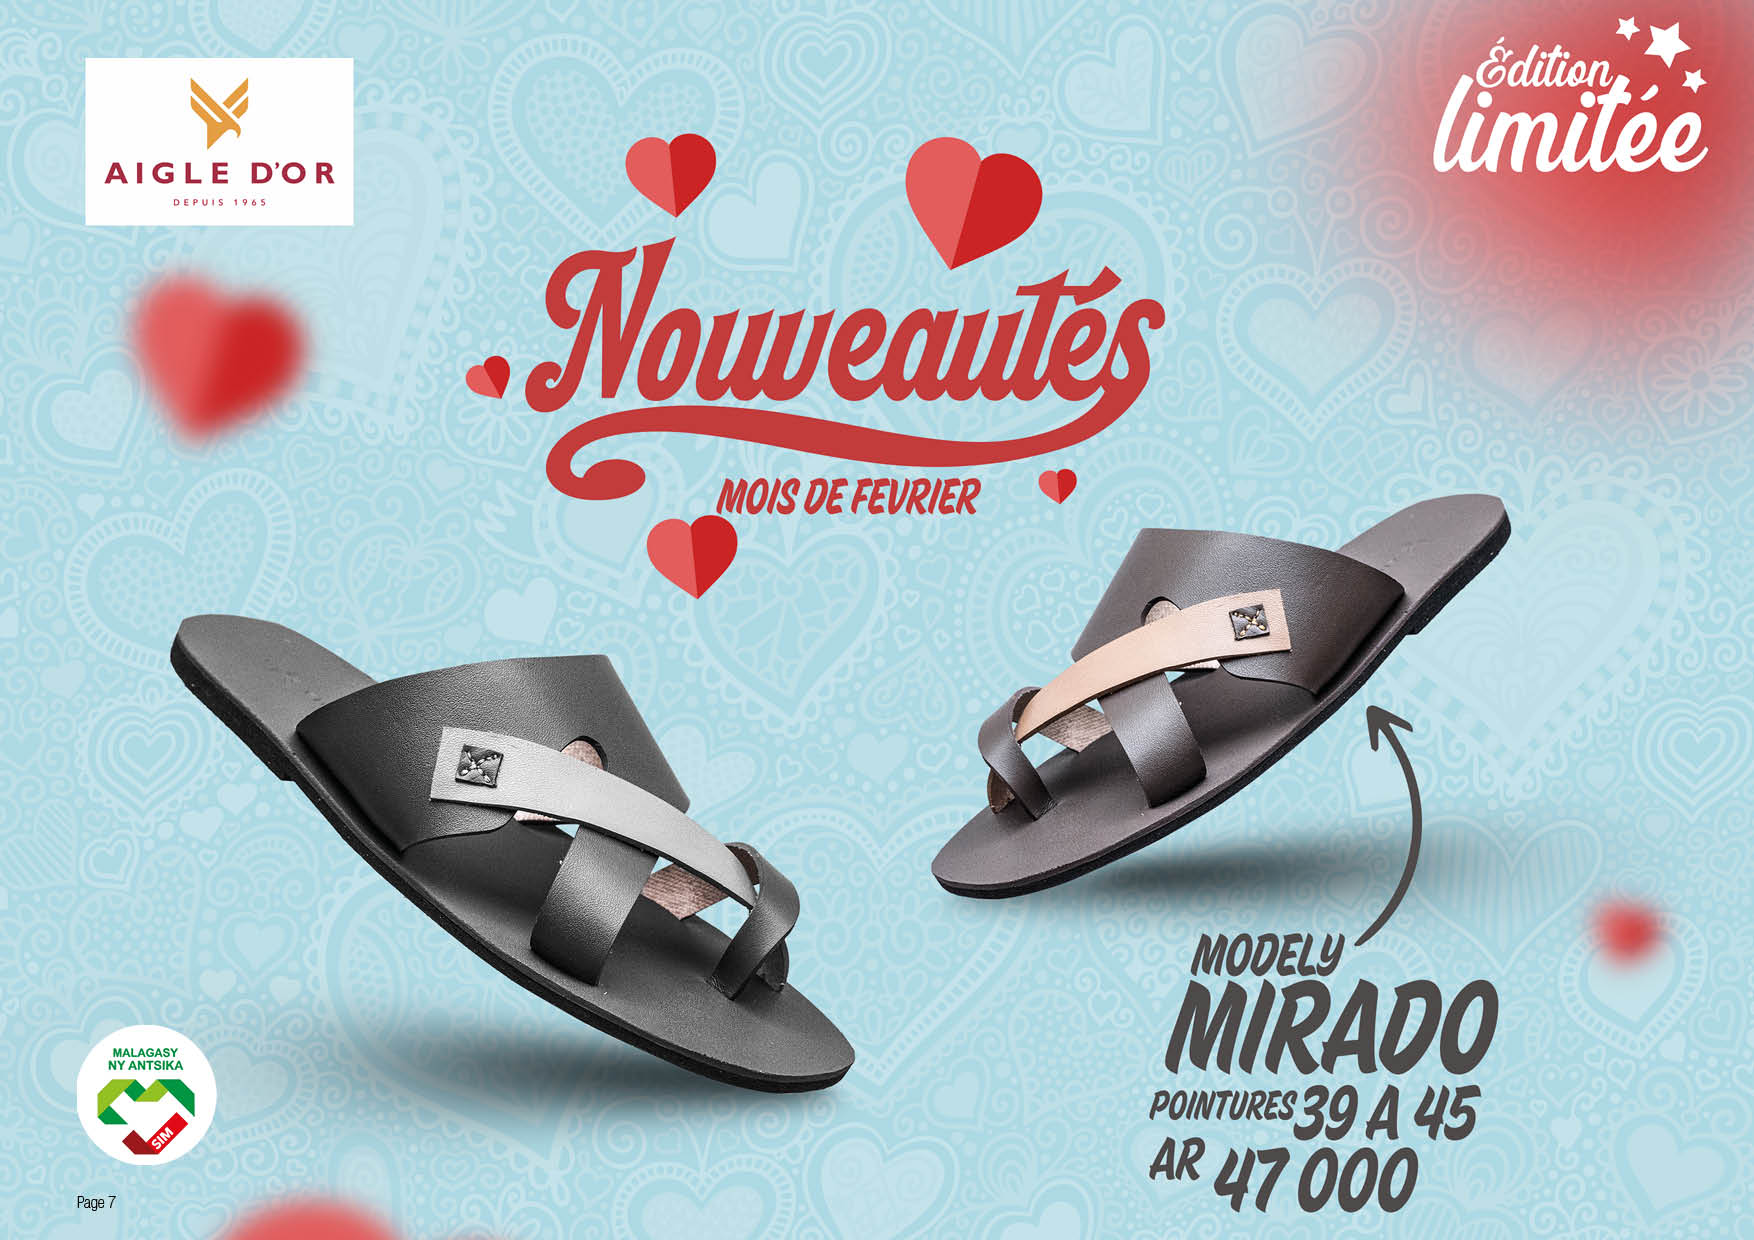 AIGLE D'OR
DEPUIS 1965
Édition
limitée
Nouveautés
MOIS DE FEVRIER
MODELY
MIRADO
POINTURES 39 A 45
AR 47 000
MALAGASY
NY ANTSIKA
SIM
Page 7